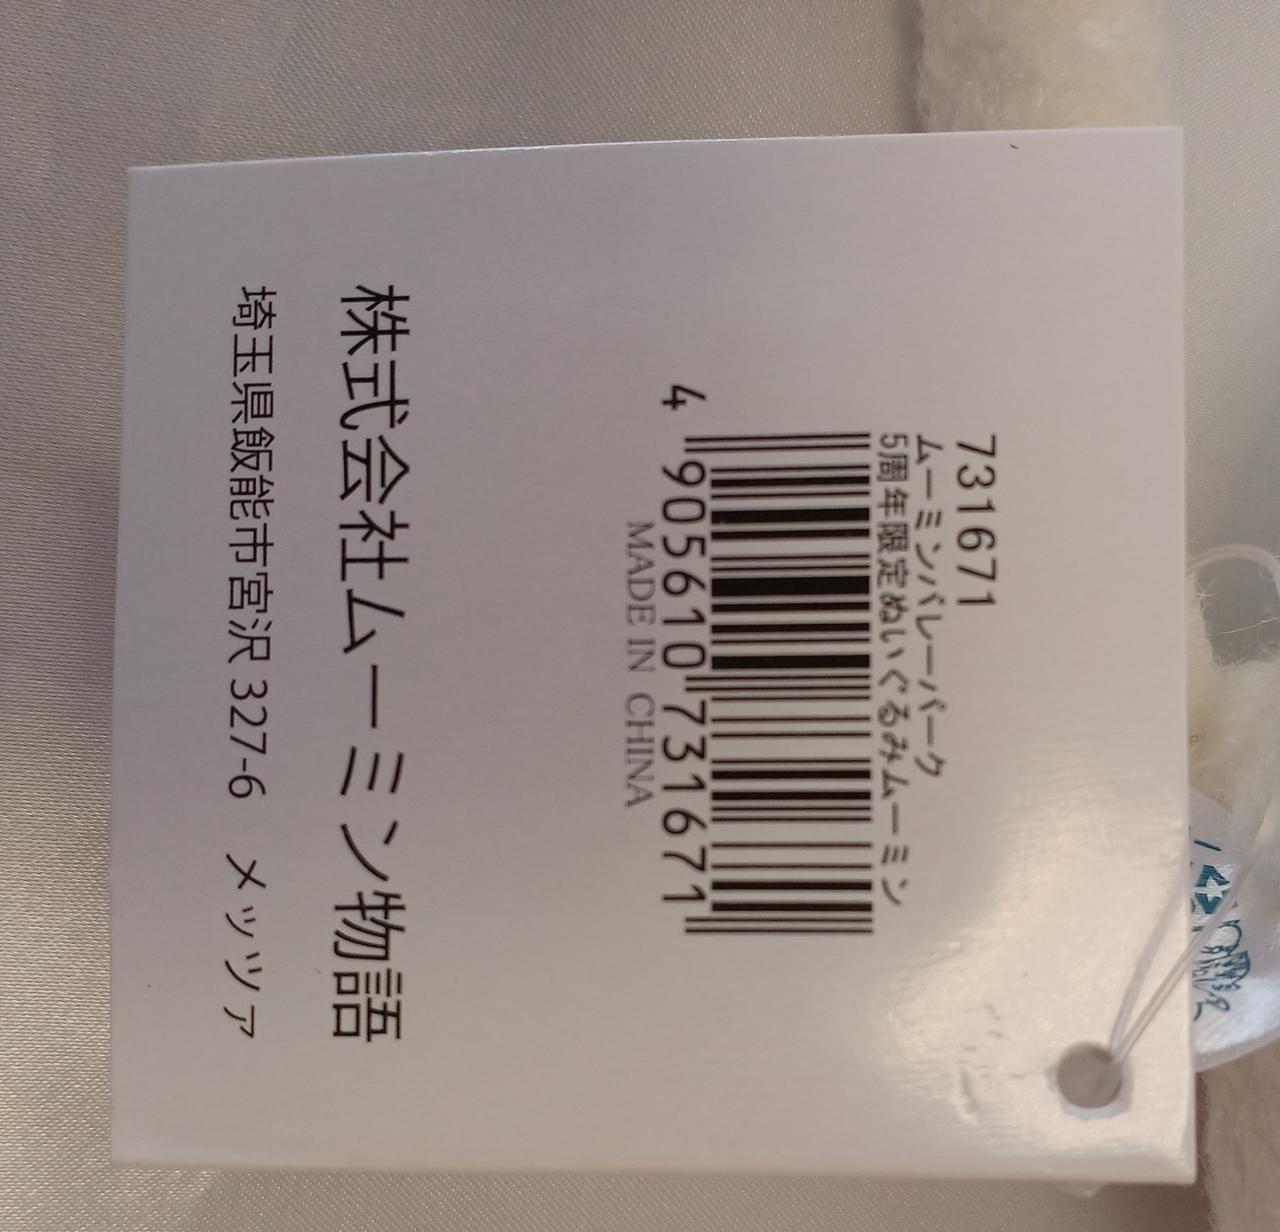 731671
ムーミンバレーパーク
5周年限定ぬいぐるみムーミン
4 905610 731671
MADE IN CHINA
株式会社ムーミン物語
埼玉県飯能市宮沢 327-6 メッツァ